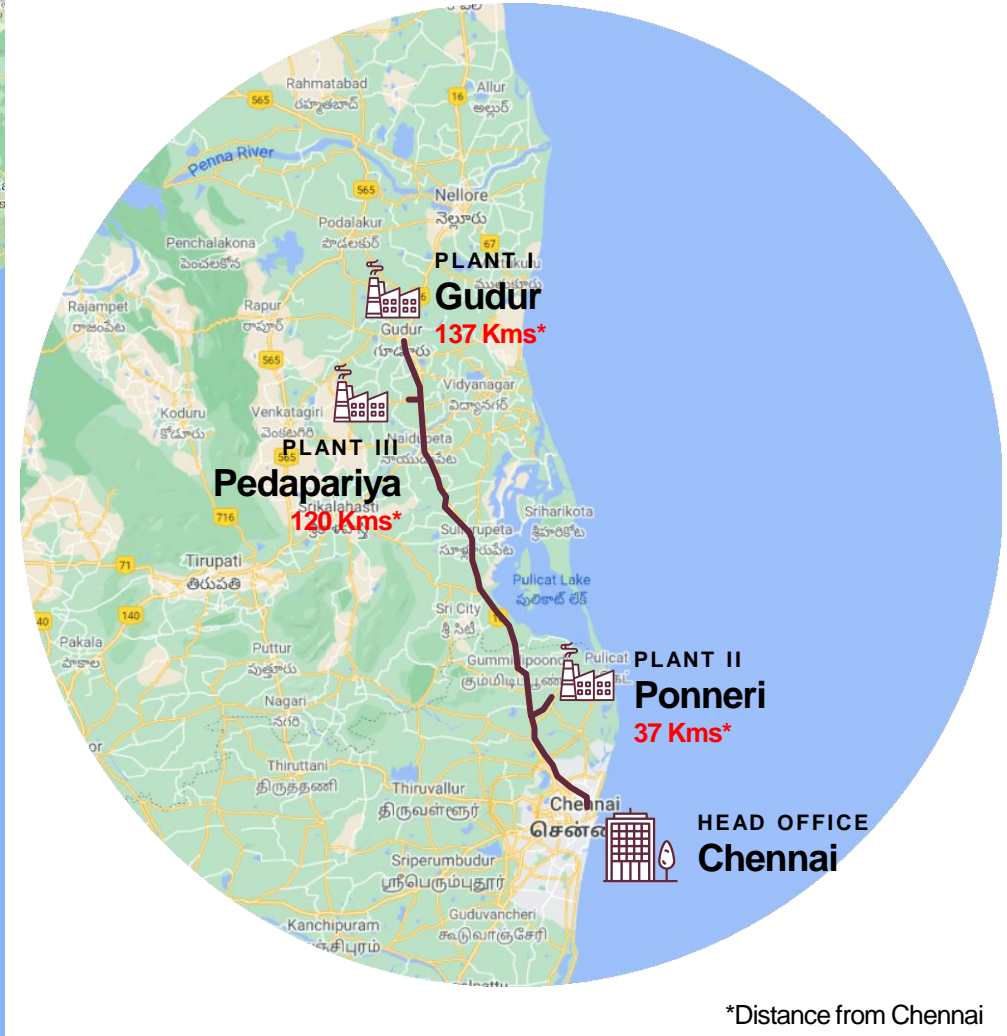 Rahmatabad
రహ్మతబాద్
Allur
అల్లూర్
565
16
Penna River
565
Nellore
నెల్లూరు
Podalakur
పొదలకుర్
Penchalakona
పెంచలకోన
67
PLANT I
Gudur
137 Kms*
Rajampet
రాజంపేట
Rapur
రాపూర్
Gudur
గూడూరు
565
Vidyanagar
విద్యానగర్
Koduru
కోడూరు
Venkatagiri
వెంకటగిరి
PLANT III
Pedapariya
120 Kms*
565
Naidupeta
నాయుడుపేట
Srikalahasti
716
Sriharikota
శ్రీహరికోట
71
Tirupati
తిరుపతి
Pulicat Lake
పులికాట్ లేక్
140
40
Sri City
శ్రీ సిటీ
Pakala
పాకాల
Puttur
పుత్తూరు
Pulicat
PLANT II
Ponneri
37 Kms*
Nagari
నగరి
Tiruttani
திருத்தணி
Thiruvallur
திருவள்ளூர்
Chennai
HEAD OFFICE
Chennai
Sriperumbudur
ஸ்ரீபெரும்புதூர்
Guduvancheri
கூடுவாஞ்சேரி
Kanchipuram
*Distance from Chennai